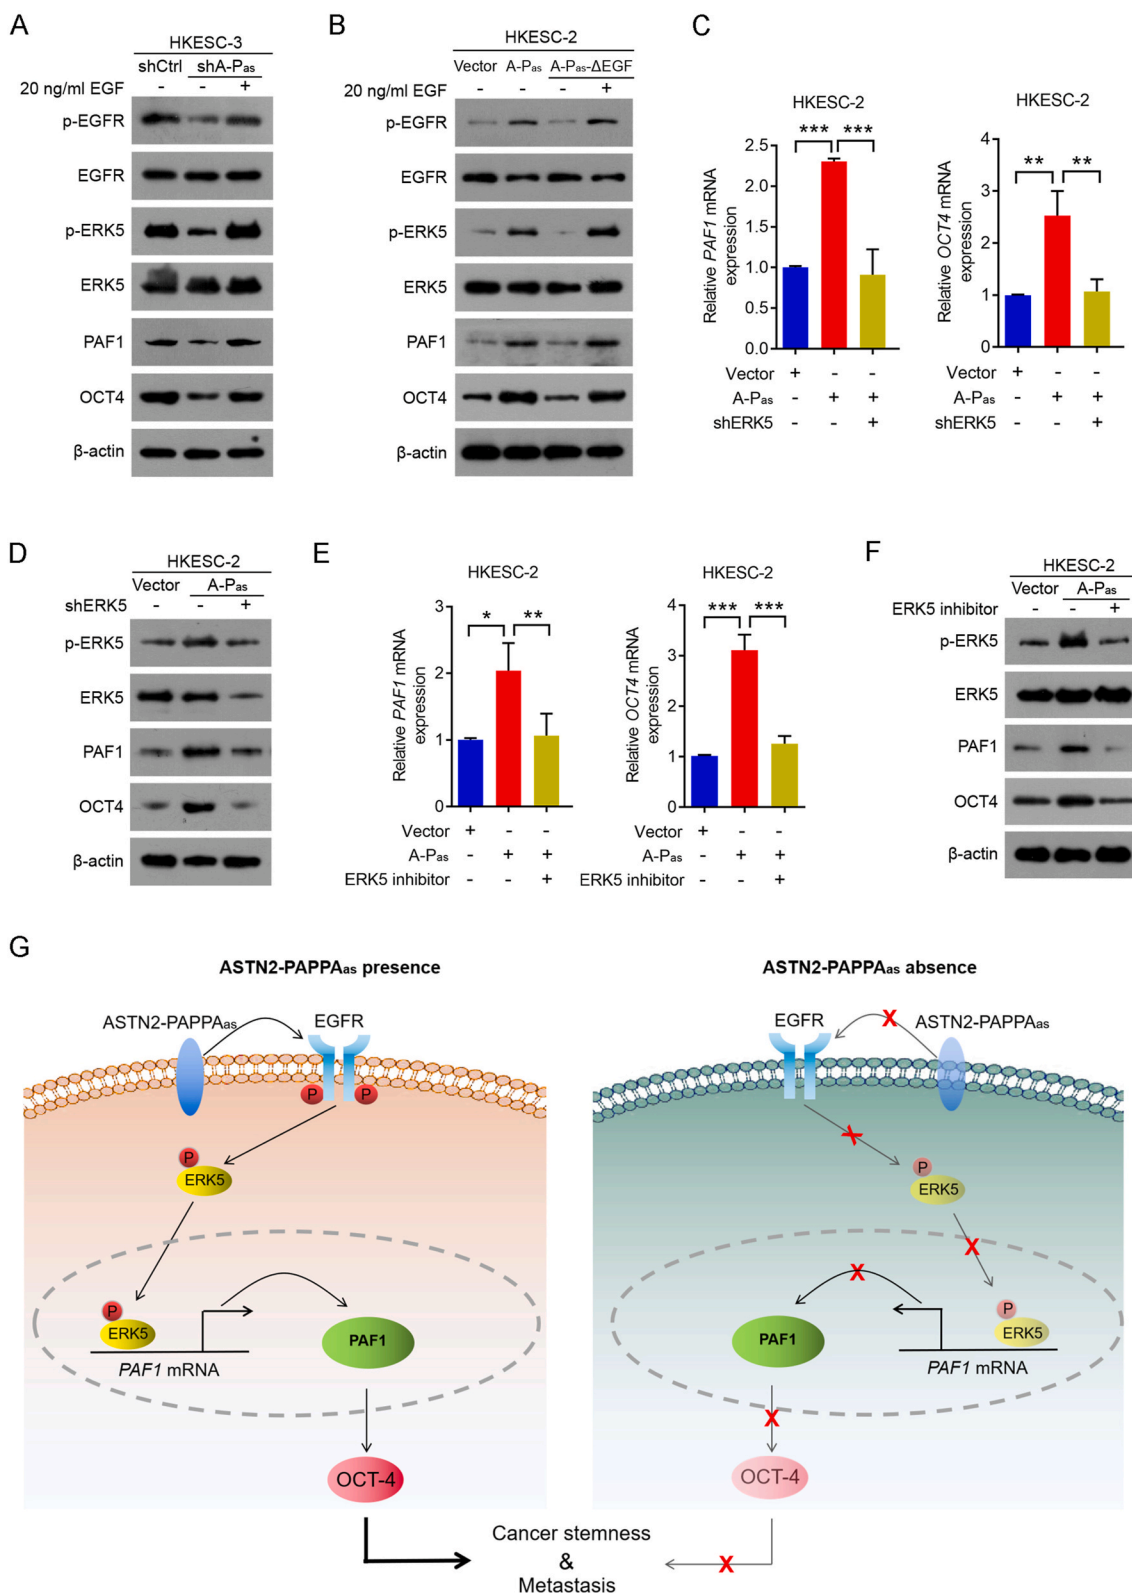 A
HKESC-3
shCtrl shA-Pas
20 ng/ml EGF - - +
p-EGFR
EGFR
p-ERK5
ERK5
PAF1
OCT4
β-actin
B
HKESC-2
Vector A-Pas A-Pas-ΔEGF
20 ng/ml EGF - - - +
p-EGFR
EGFR
p-ERK5
ERK5
PAF1
OCT4
β-actin
C
HKESC-2
*** ***
Relative PAF1 mRNA
expression
2.5
2.0
1.5
1.0
0.5
0.0
Vector + - -
A-Pas - + +
shERK5 - - +
HKESC-2
** **
Relative OCT4 mRNA
expression
4
3
2
1
0
Vector + - -
A-Pas - + +
shERK5 - - +
D
HKESC-2
Vector A-Pas
shERK5 - - +
p-ERK5
ERK5
PAF1
OCT4
β-actin
E
HKESC-2
* **
Relative PAF1 mRNA
expression
3
2
1
0
Vector + - -
A-Pas - + +
ERK5 inhibitor - - +
HKESC-2
*** ***
Relative OCT4 mRNA
expression
4
3
2
1
0
Vector + - -
A-Pas - + +
ERK5 inhibitor - - +
F
HKESC-2
Vector A-Pas
ERK5 inhibitor - - +
p-ERK5
ERK5
PAF1
OCT4
β-actin
G
ASTN2-PAPPAas presence
ASTN2-PAPPAas
EGFR
P P
P
ERK5
P
ERK5
PAF1 mRNA
PAF1
OCT-4
ASTN2-PAPPAas absence
EGFR
X
ASTN2-PAPPAas
X
P
ERK5
X
X
P
ERK5
PAF1
PAF1 mRNA
X
OCT-4
X
Cancer stemness
&
Metastasis